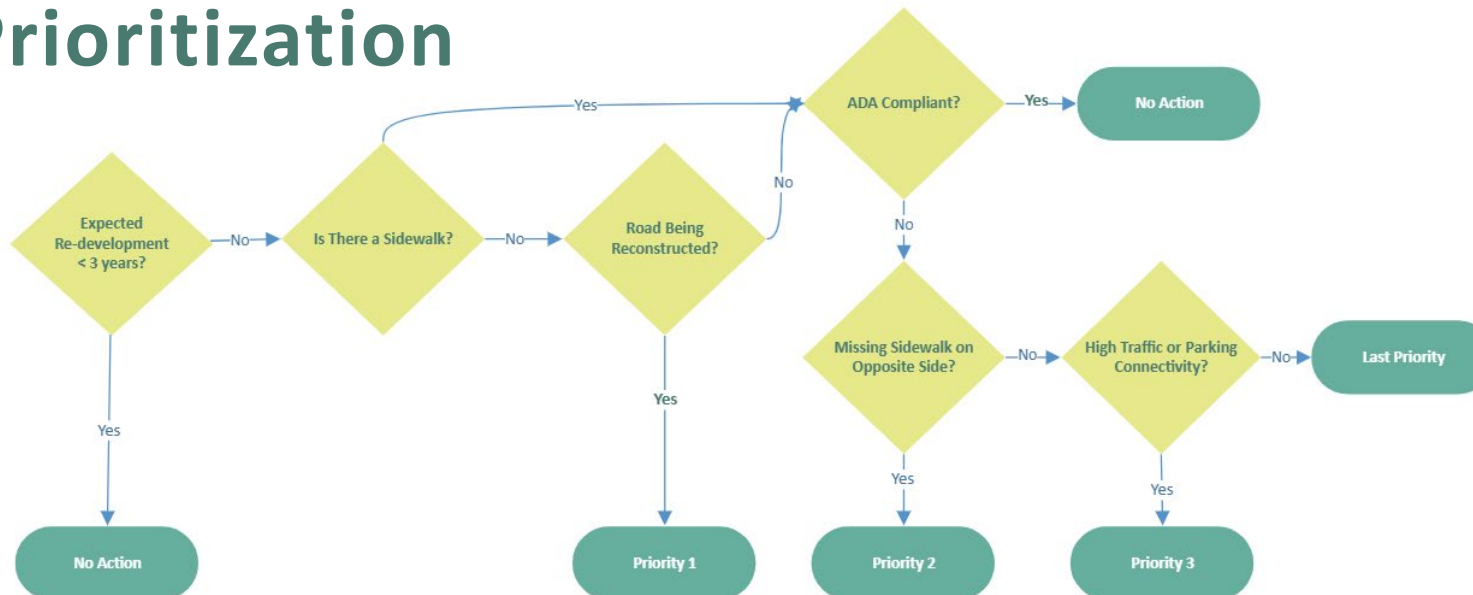 Prioritization
Yes
ADA Compliant?
Yes
No Action
Expected
Re-development
< 3 years?
No
Is There a Sidewalk?
No
Road Being
Reconstructed?
No
No
Missing Sidewalk on
Opposite Side?
No
High Traffic or Parking
Connectivity?
No
Last Priority
Yes
Yes
Yes
Yes
No Action
Priority 1
Priority 2
Priority 3